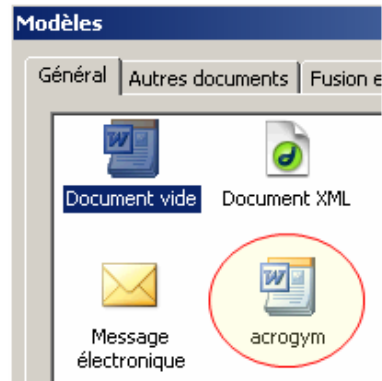 Modèles
Général Autres documents Fusion e
Document vide Document XML
Message électronique acrogym